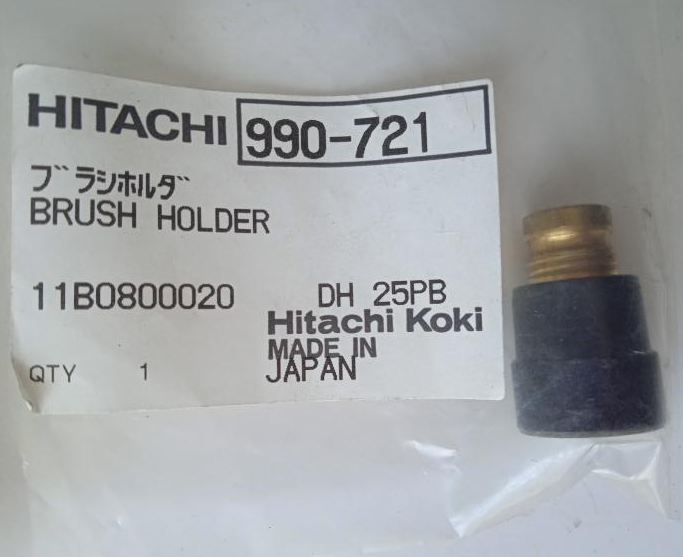 HITACHI 990-721
ブラシホルダ
BRUSH HOLDER
11B0800020 DH 25PB
Hitachi Koki
MADE IN
JAPAN
QTY 1